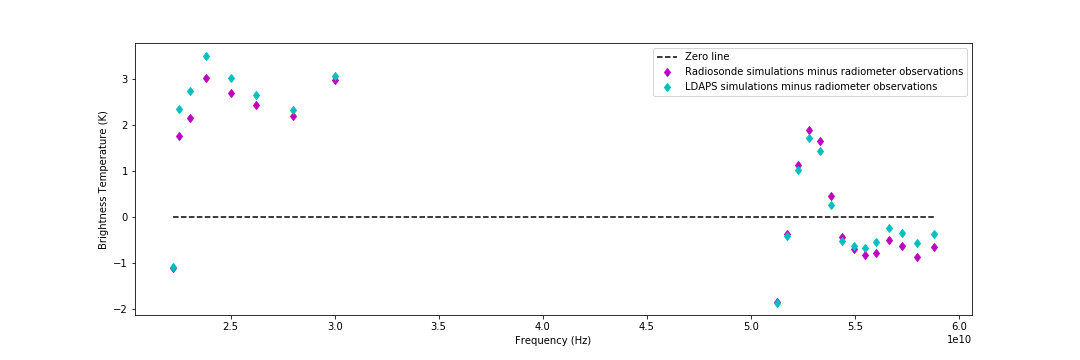 Zero line
Radiosonde simulations minus radiometer observations
LDAPS simulations minus radiometer observations
Brightness Temperature (K)
3
2
1
0
−1
−2
2.5 3.0 3.5 4.0 4.5 5.0 5.5 6.0
1e10
Frequency (Hz)